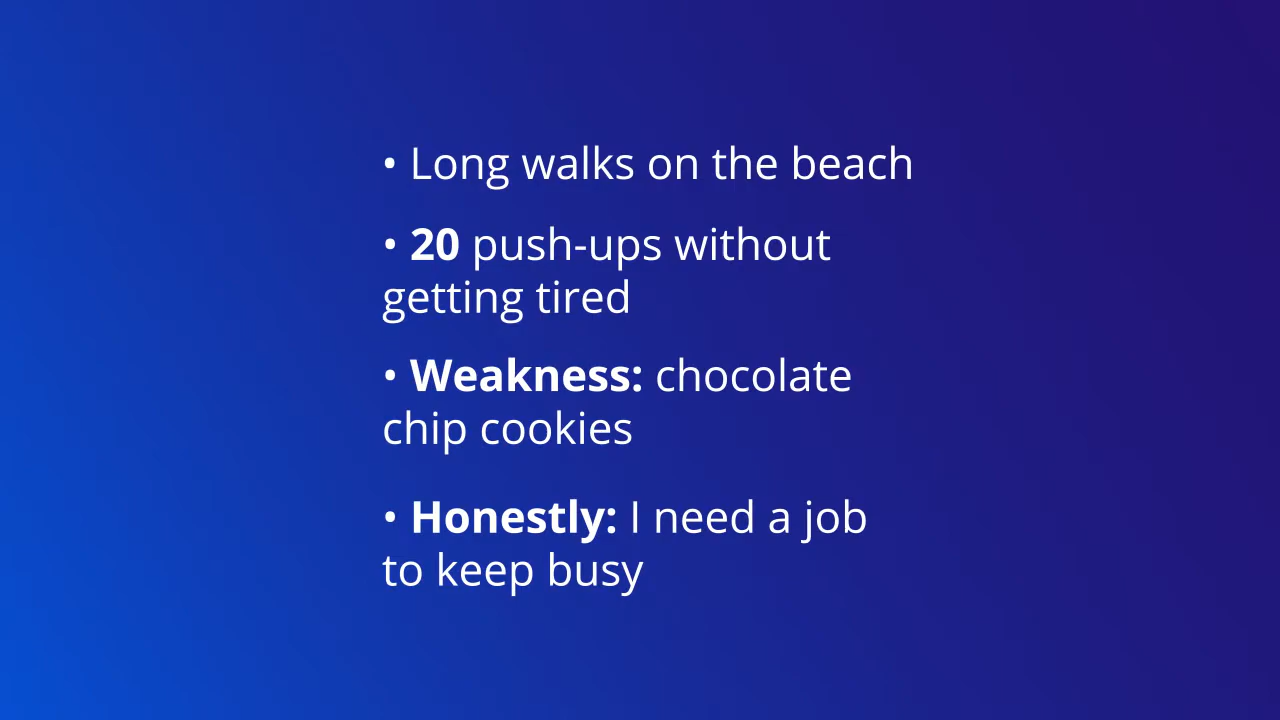 • Long walks on the beach
• 20 push-ups without
getting tired
• Weakness: chocolate
chip cookies
• Honestly: I need a job
to keep busy